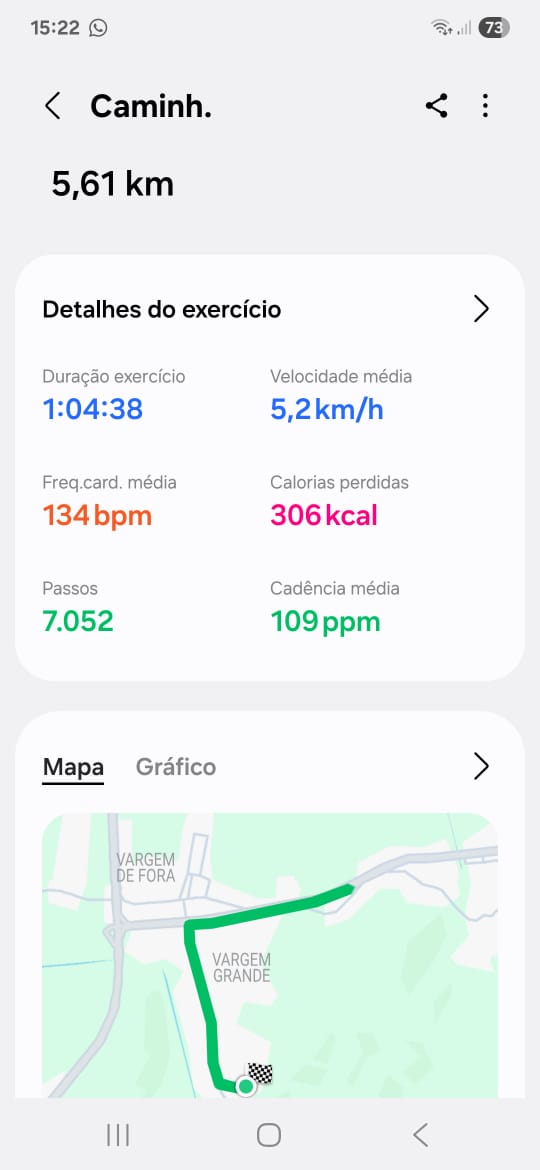 15:22
73
Caminh.
5,61 km
Detalhes do exercício
Duração exercício
Velocidade média
1:04:38
5,2 km/h
Freq.card. média
Calorias perdidas
134 bpm
306 kcal
Passos
Cadência média
7.052
109 ppm
Mapa
Gráfico
VARGEM
DE FORA
VARGEM
GRANDE